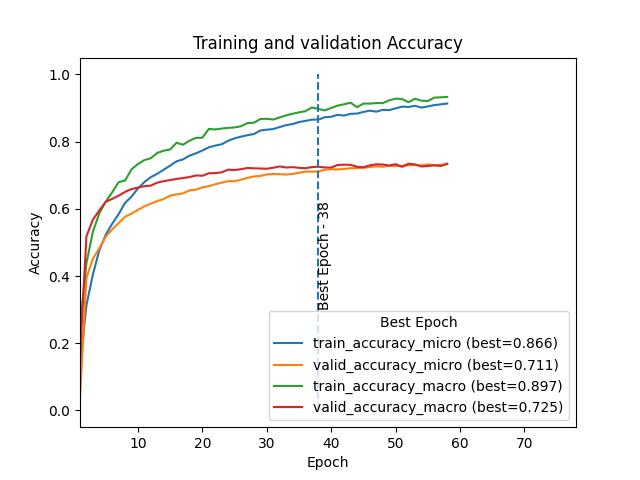 Training and validation Accuracy
Accuracy
1.0
0.8
0.6
0.4
0.2
0.0
Best Epoch - 38
Best Epoch
train_accuracy_micro (best=0.866)
valid_accuracy_micro (best=0.711)
train_accuracy_macro (best=0.897)
valid_accuracy_macro (best=0.725)
10 20 30 40 50 60 70
Epoch